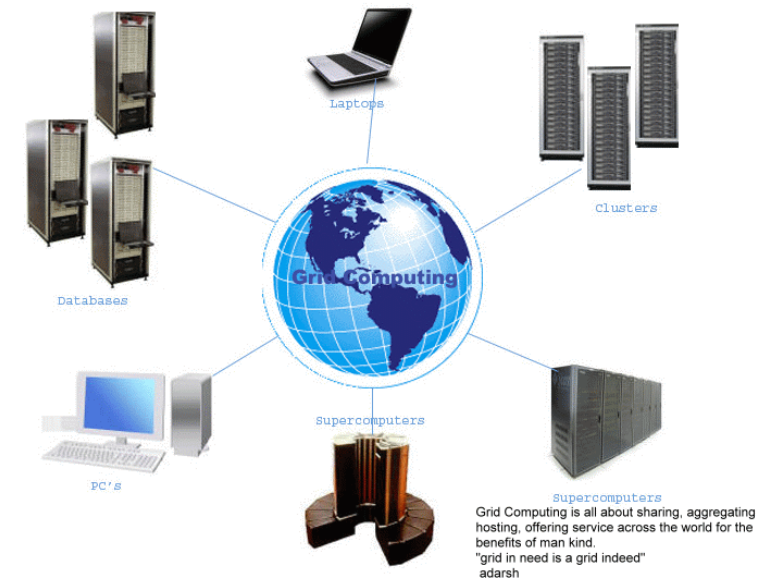 Laptops
Clusters
Grid Computing
Databases
Supercomputers
PC's
Supercomputers
Grid Computing is all about sharing, aggregating
hosting, offering service across the world for the
benefits of man kind.
"grid in need is a grid indeed"
adarsh